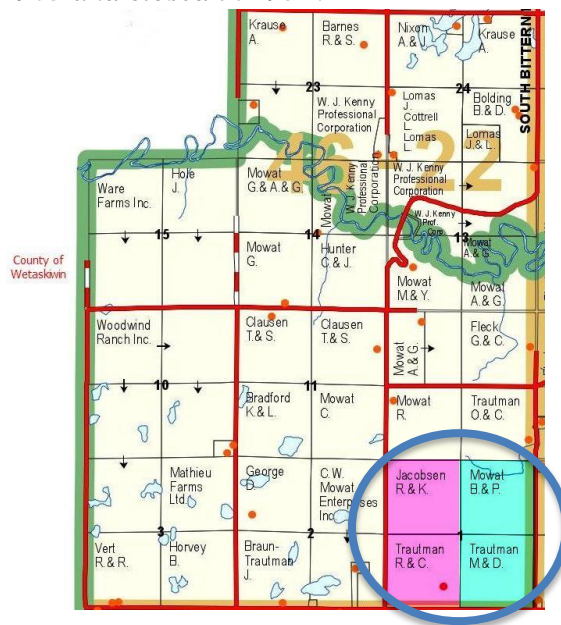 Krause
A.
Barnes
R. & S.
Nixon
A. &
Krause
A.
SOUTH BITTERN
23
24
W. J. Kenny
Professional
Corporation
Lomas
J.
Cottrell
L.
Lomas
L.
Bolding
B. & D.
Lomas
J. & L.
46-22
Ware
Farms Inc.
Hole
J.
Mowat
G. & A. & G.
Mowat
W. J. Kenny
Professional
Corporation
W. J. Kenny
Professional
Corporation
W. J. Kenny
Prof.
Corp.
15
14
13
County of
Wetaskiwin
Mowat
G.
Hunter
C. & J.
Mowat
A. & G.
Mowat
M. & Y.
Mowat
A. & G.
Woodwind
Ranch Inc.
Clausen
T. & S.
Clausen
T. & S.
Mowat
A. & G.
Fleck
G. & C.
10
11
Bradford
K. & L.
Mowat
C.
Mowat
R.
Trautman
O. & C.
Mathieu
Farms
Ltd.
George
D.
C. W.
Mowat
Enterprises
Inc.
Jacobsen
R. & K.
Mowat
B. & P.
3
2
1
Vert
R. & R.
Horvey
B.
Braun-
Trautman
J.
Trautman
R. & C.
Trautman
M. & D.